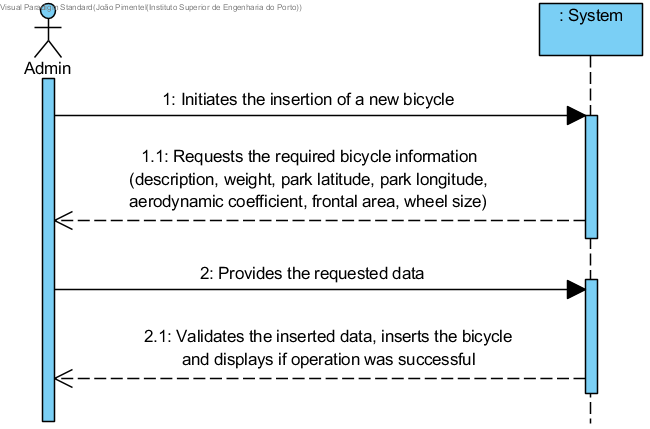 Visual Paradigm Standard(João Pimentel(Instituto Superior de Engenharia do Porto))
: System
Admin
1: Initiates the insertion of a new bicycle
1.1: Requests the required bicycle information
(description, weight, park latitude, park longitude,
aerodynamic coefficient, frontal area, wheel size)
2: Provides the requested data
2.1: Validates the inserted data, inserts the bicycle
and displays if operation was successful